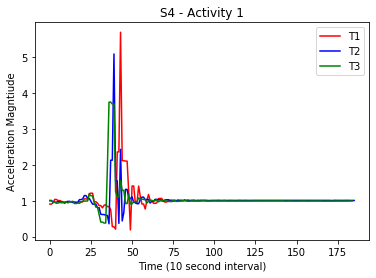 S4 - Activity 1
T1
T2
T3
Acceleration Magntiude
5
4
3
2
1
0
0 25 50 75 100 125 150 175
Time (10 second interval)